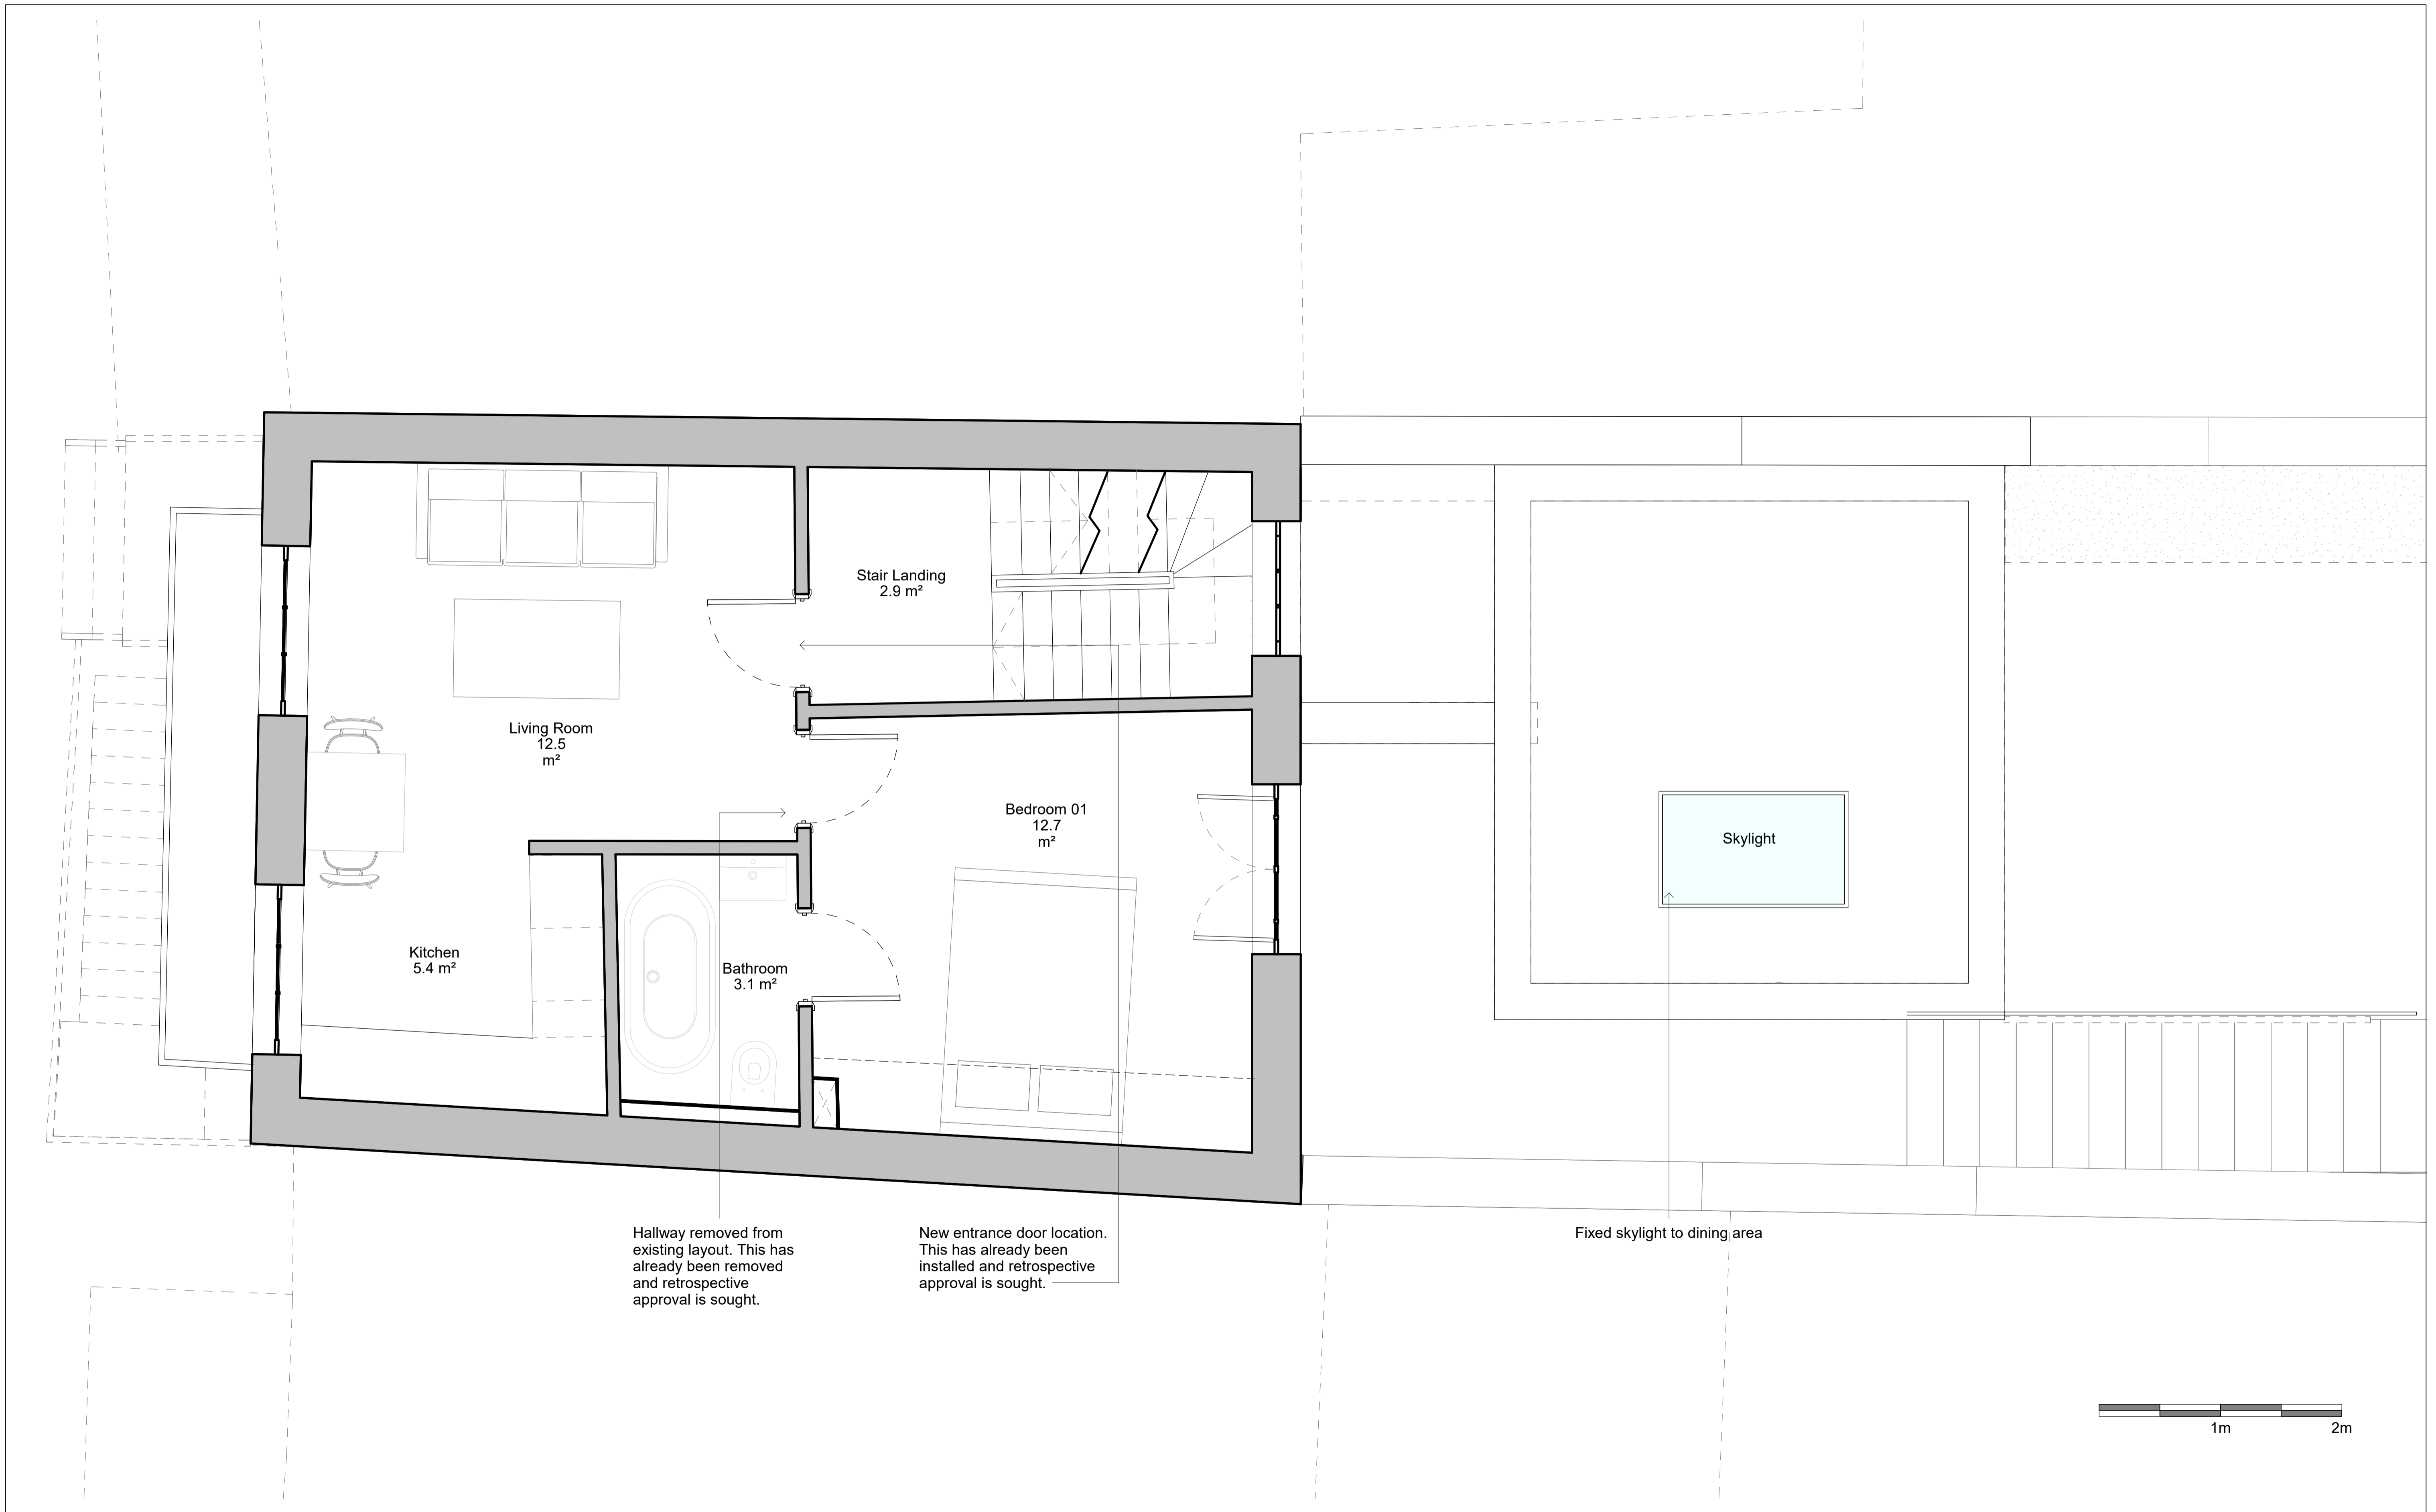 Stair Landing
2.9 m²
Living Room
12.5
m²
Bedroom 01
12.7
m²
Skylight
Kitchen
5.4 m²
Bathroom
3.1 m²
Hallway removed from
existing layout. This has
already been removed
and retrospective
approval is sought.
New entrance door location.
This has already been
installed and retrospective
approval is sought.
Fixed skylight to dining area
1m
2m